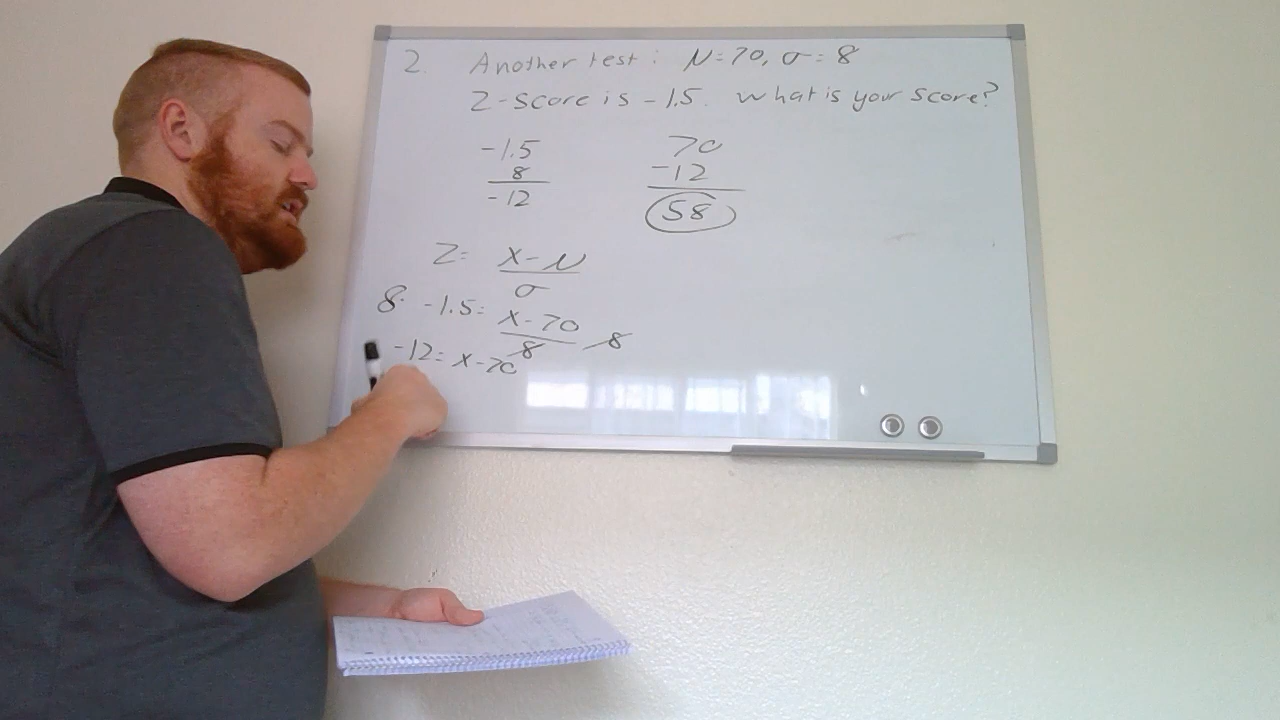 2. Another test: μ=70, σ=8
Z-score is -1.5. What is your score?
-1.5
8
-12
70
-12
58
Z= x-μ
σ
8· -1.5= x-70
8 ·8
-12= x-70